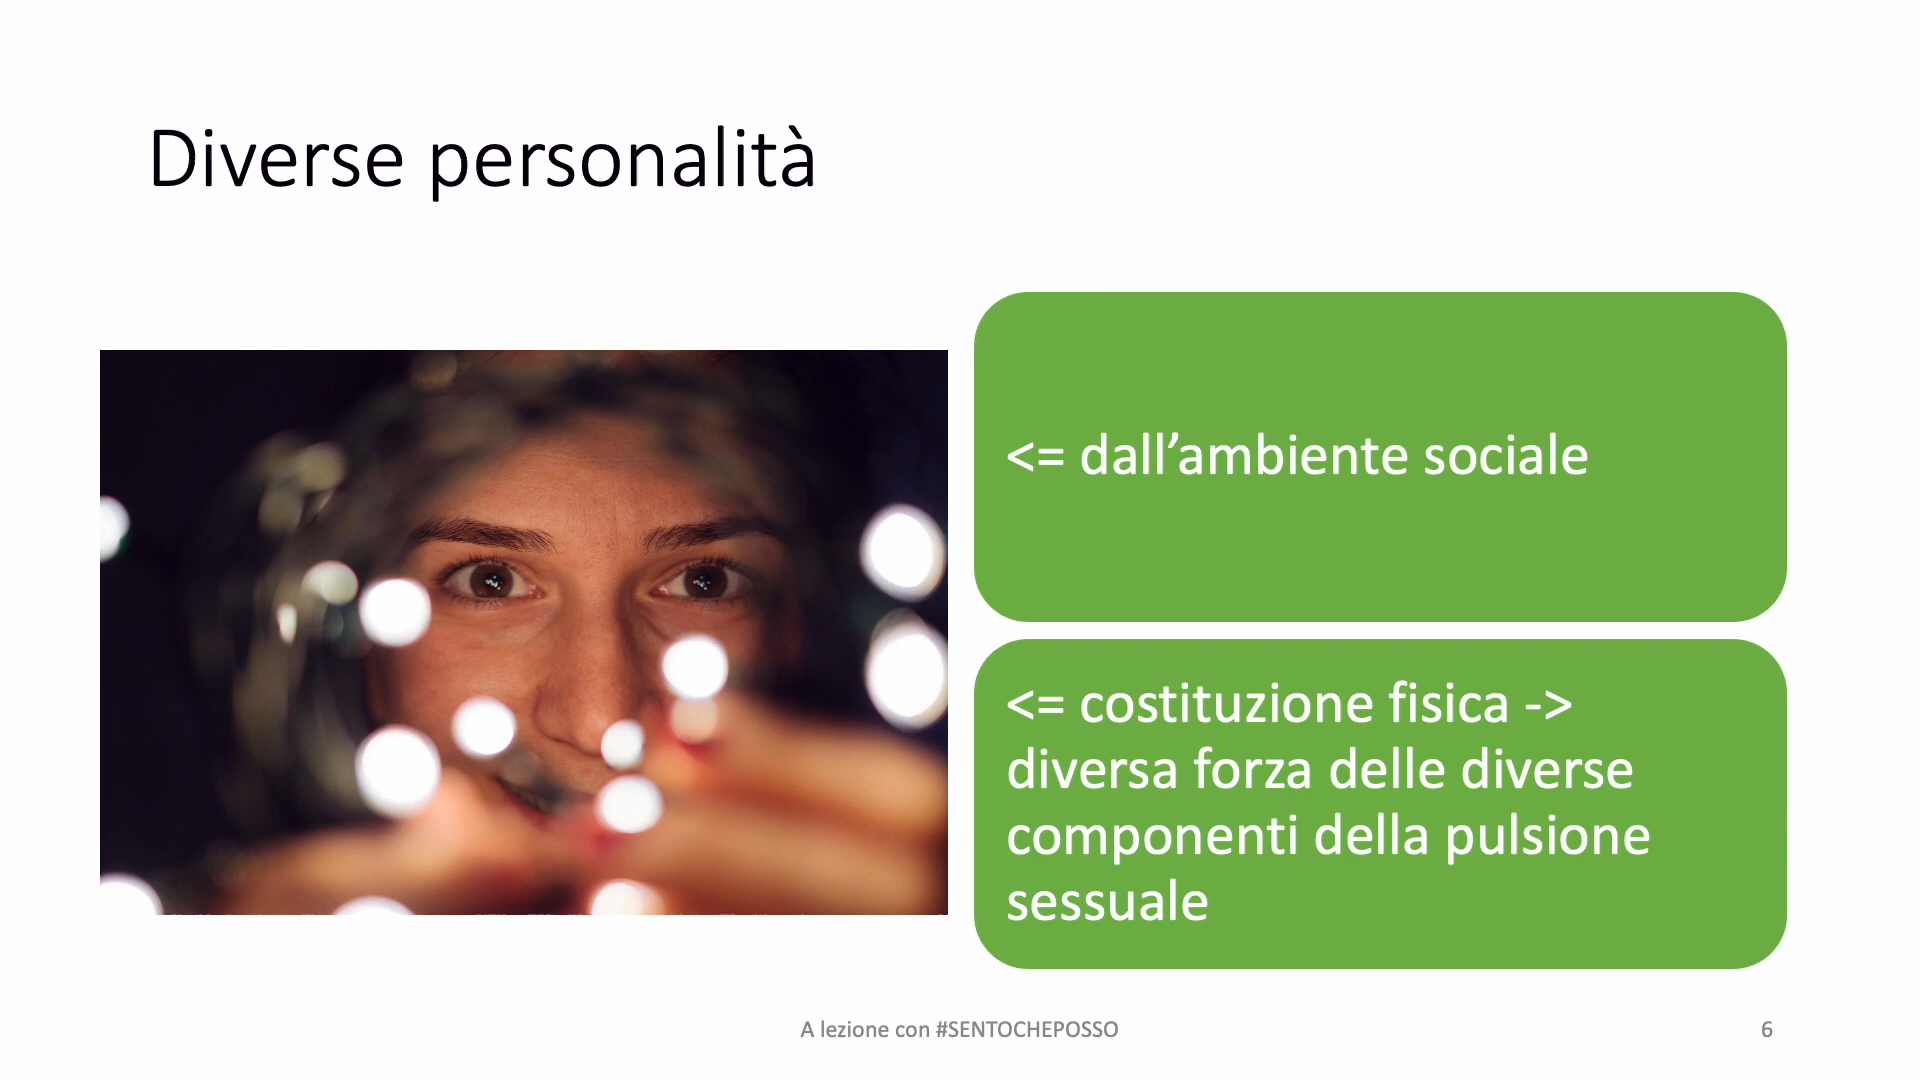 Diverse personalità
<= dall’ambiente sociale
<= costituzione fisica ->
diversa forza delle diverse
componenti della pulsione
sessuale
A lezione con #SENTOCHEPOSSO
6